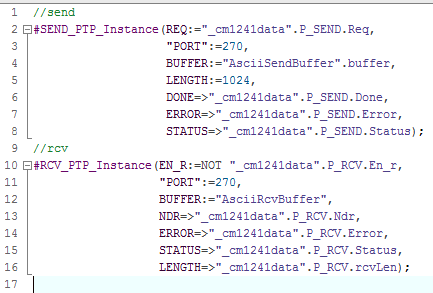 1 //send
2 #SEND_PTP_Instance(REQ:="_cm1241data".P_SEND.Req,
3 "PORT":=270,
4 BUFFER:="AsciiSendBuffer".buffer,
5 LENGTH:=1024,
6 DONE=>"_cm1241data".P_SEND.Done,
7 ERROR=>"_cm1241data".P_SEND.Error,
8 STATUS=>"_cm1241data".P_SEND.Status);
9 //rcv
10 #RCV_PTP_Instance(EN_R:=NOT "_cm1241data".P_RCV.En_r,
11 "PORT":=270,
12 BUFFER:="AsciiRcvBuffer",
13 NDR=>"_cm1241data".P_RCV.Ndr,
14 ERROR=>"_cm1241data".P_RCV.Error,
15 STATUS=>"_cm1241data".P_RCV.Status,
16 LENGTH=>"_cm1241data".P_RCV.rcvLen);
17